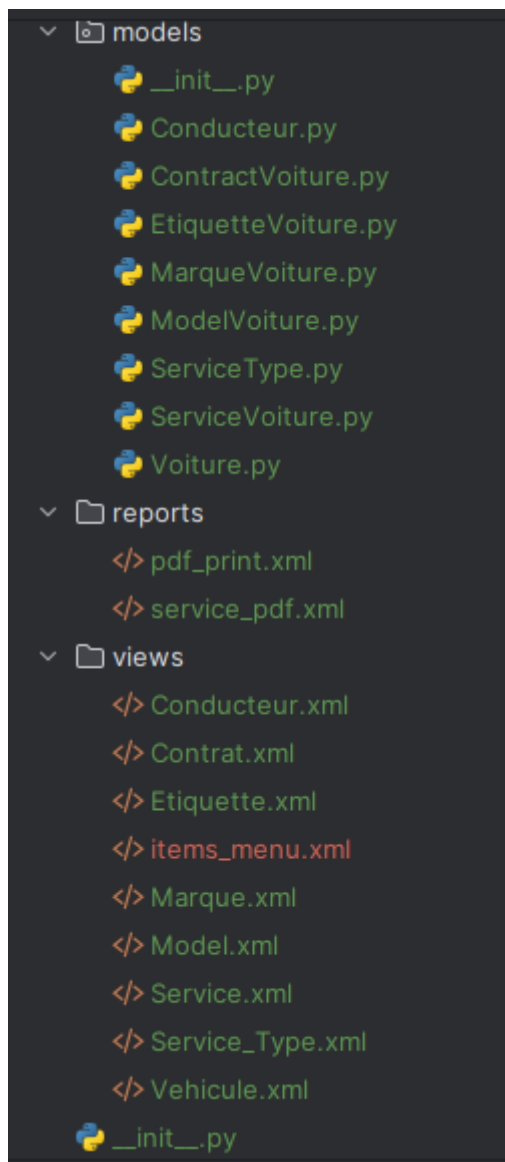 models
__init__.py
Conducteur.py
ContractVoiture.py
EtiquetteVoiture.py
MarqueVoiture.py
ModelVoiture.py
ServiceType.py
ServiceVoiture.py
Voiture.py
reports
</> pdf_print.xml
</> service_pdf.xml
views
</> Conducteur.xml
</> Contrat.xml
</> Etiquette.xml
</> items_menu.xml
</> Marque.xml
</> Model.xml
</> Service.xml
</> Service_Type.xml
</> Vehicule.xml
__init__.py